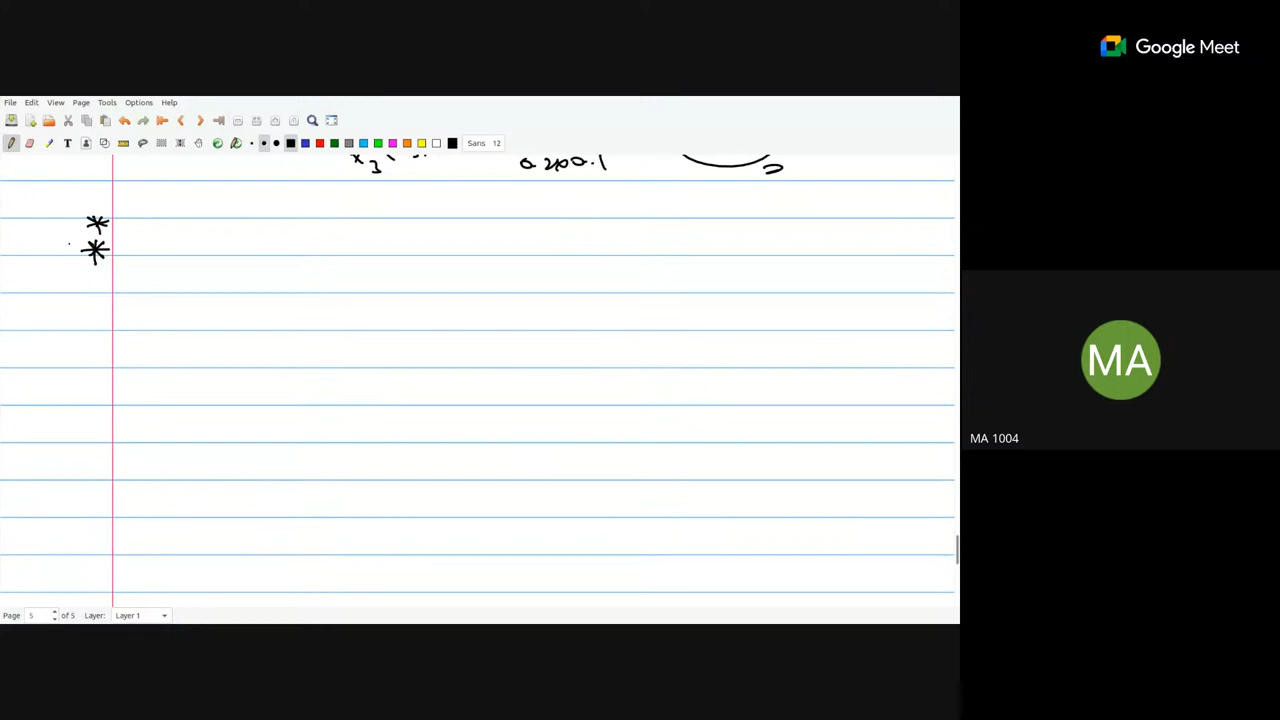 Google Meet
File Edit View Page Tools Options Help
T Sans 12
x3
*
*
MA
MA 1004
Page 5 of 5 Layer: Layer 1